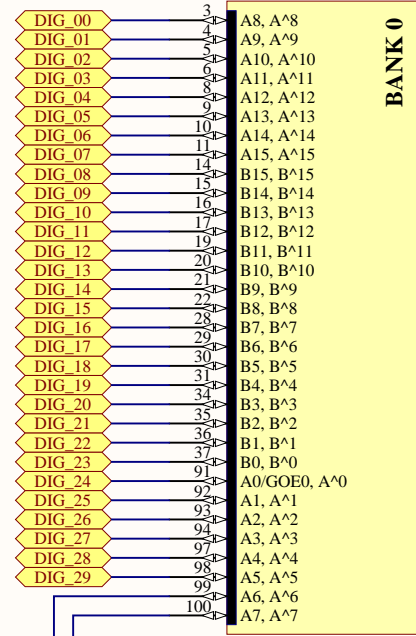 DIG_00 3 A8, A^8
DIG_01 4 A9, A^9
DIG_02 5 A10, A^10
DIG_03 6 A11, A^11
DIG_04 8 A12, A^12
DIG_05 9 A13, A^13
DIG_06 10 A14, A^14
DIG_07 11 A15, A^15
DIG_08 14 B15, B^15
DIG_09 15 B14, B^14
DIG_10 16 B13, B^13
DIG_11 17 B12, B^12
DIG_12 19 B11, B^11
DIG_13 20 B10, B^10
DIG_14 21 B9, B^9
DIG_15 22 B8, B^8
DIG_16 28 B7, B^7
DIG_17 29 B6, B^6
DIG_18 30 B5, B^5
DIG_19 31 B4, B^4
DIG_20 34 B3, B^3
DIG_21 35 B2, B^2
DIG_22 36 B1, B^1
DIG_23 37 B0, B^0
DIG_24 91 A0/GOE0, A^0
DIG_25 92 A1, A^1
DIG_26 93 A2, A^2
DIG_27 94 A3, A^3
DIG_28 97 A4, A^4
DIG_29 98 A5, A^5
99 A6, A^6
100 A7, A^7
BANK 0